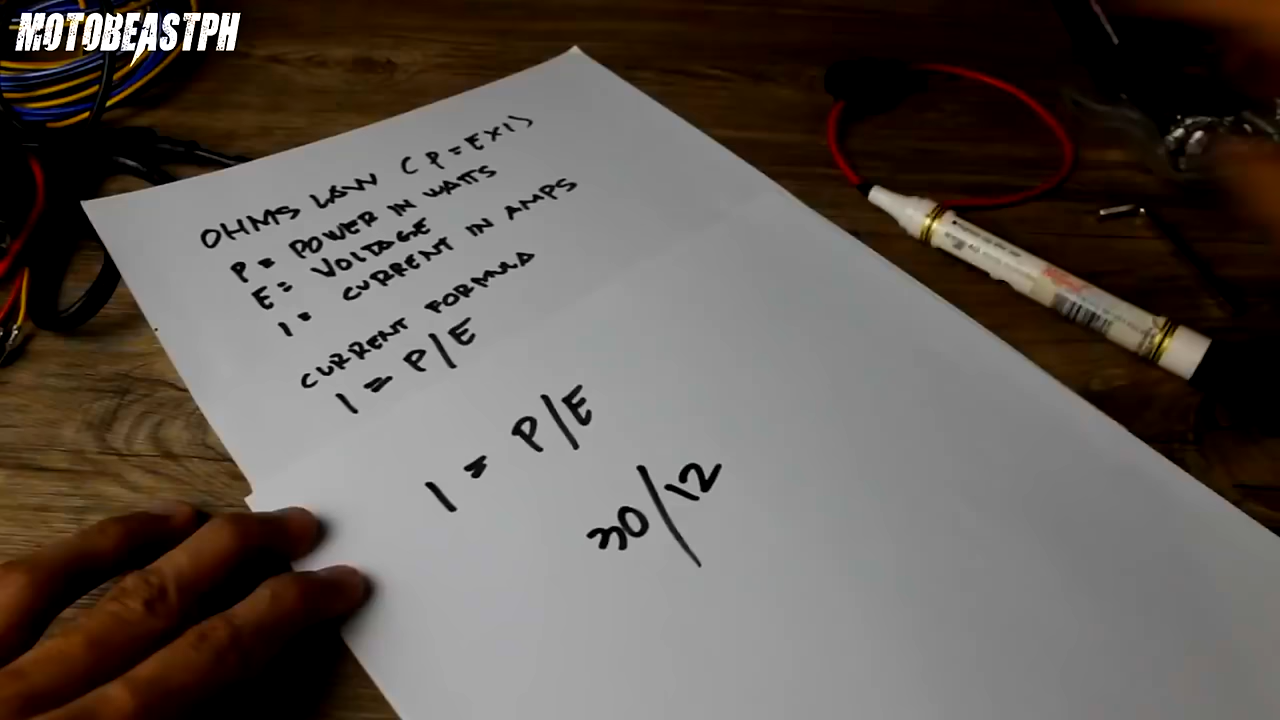 MOTOBEASTPH
OHMS LAW (P=EXI)
P= POWER IN WATTS
E= VOLTAGE
I= CURRENT IN AMPS
CURRENT FORMULA
I = P/E
I = P/E
30/12